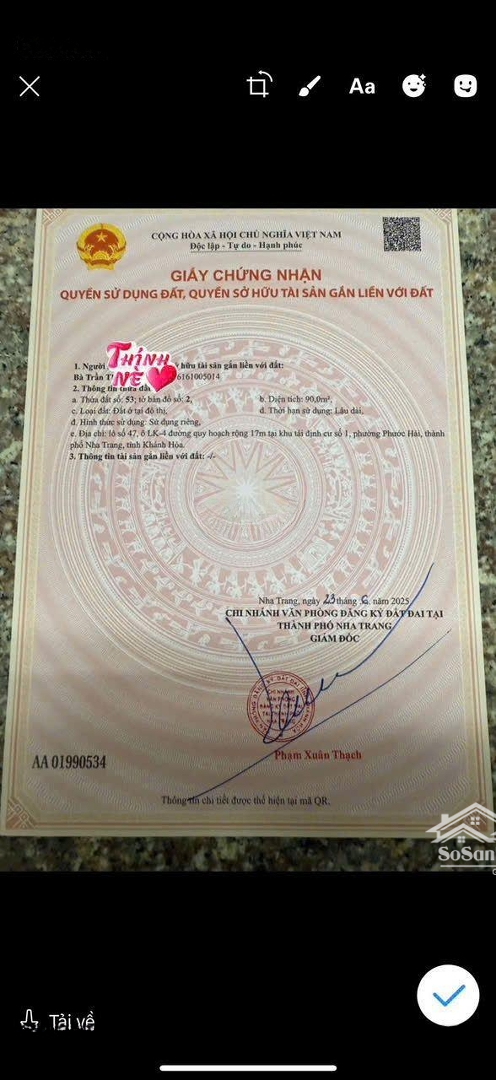 Aa
CỘNG HÒA XÃ HỘI CHỦ NGHĨA VIỆT NAM
Độc lập - Tự do - Hạnh phúc
GIẤY CHỨNG NHẬN
QUYỀN SỬ DỤNG ĐẤT, QUYỀN SỞ HỮU TÀI SẢN GẮN LIỀN VỚI ĐẤT
1. Người hữu tài sản gắn liền với đất:
THÍNH
NÈ
Bà Trần 6161005014
2. Thông tin thửa đất
a. Thửa đất số: 53; tờ bản đồ số: 2, b. Diện tích: 90,0m²,
c. Loại đất: Đất ở tại đô thị, d. Thời hạn sử dụng: Lâu dài,
đ. Hình thức sử dụng: Sử dụng riêng,
e. Địa chỉ: lô số 47, ô LK-4 đường quy hoạch rộng 17m tại khu tái định cư số 1, phường Phước Hải, thành
phố Nha Trang, tỉnh Khánh Hòa.
3. Thông tin tài sản gắn liền với đất: -/-
Nha Trang, ngày 23 tháng 6 năm 2025
CHI NHÁNH VĂN PHÒNG ĐĂNG KÝ ĐẤT ĐAI TẠI
THÀNH PHỐ NHA TRANG
GIÁM ĐỐC
Phạm Xuân Thạch
AA 01990534
Thông tin chi tiết được thể hiện tại mã QR.
SoSan
Tải về